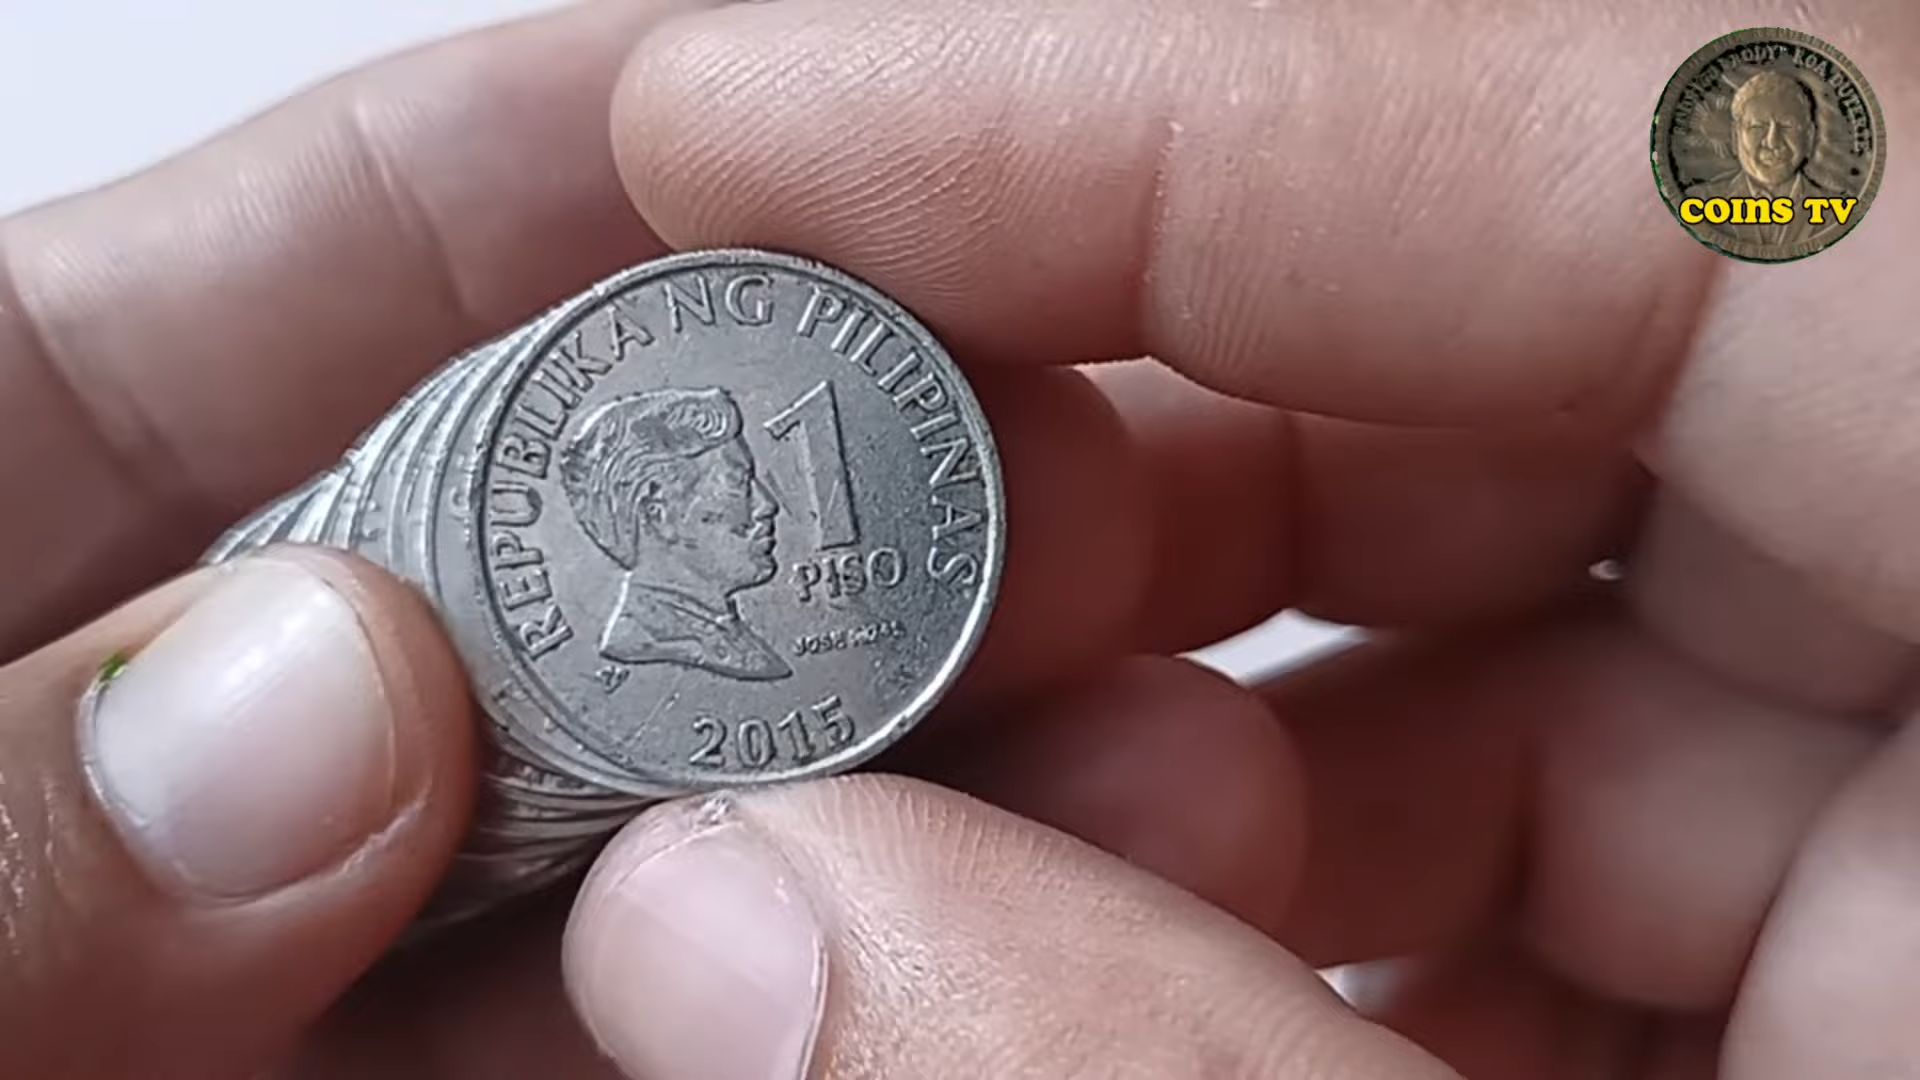 REPUBLIKA NG PILIPINAS
1
PISO
JOSE RIZAL
2015
COINS TV